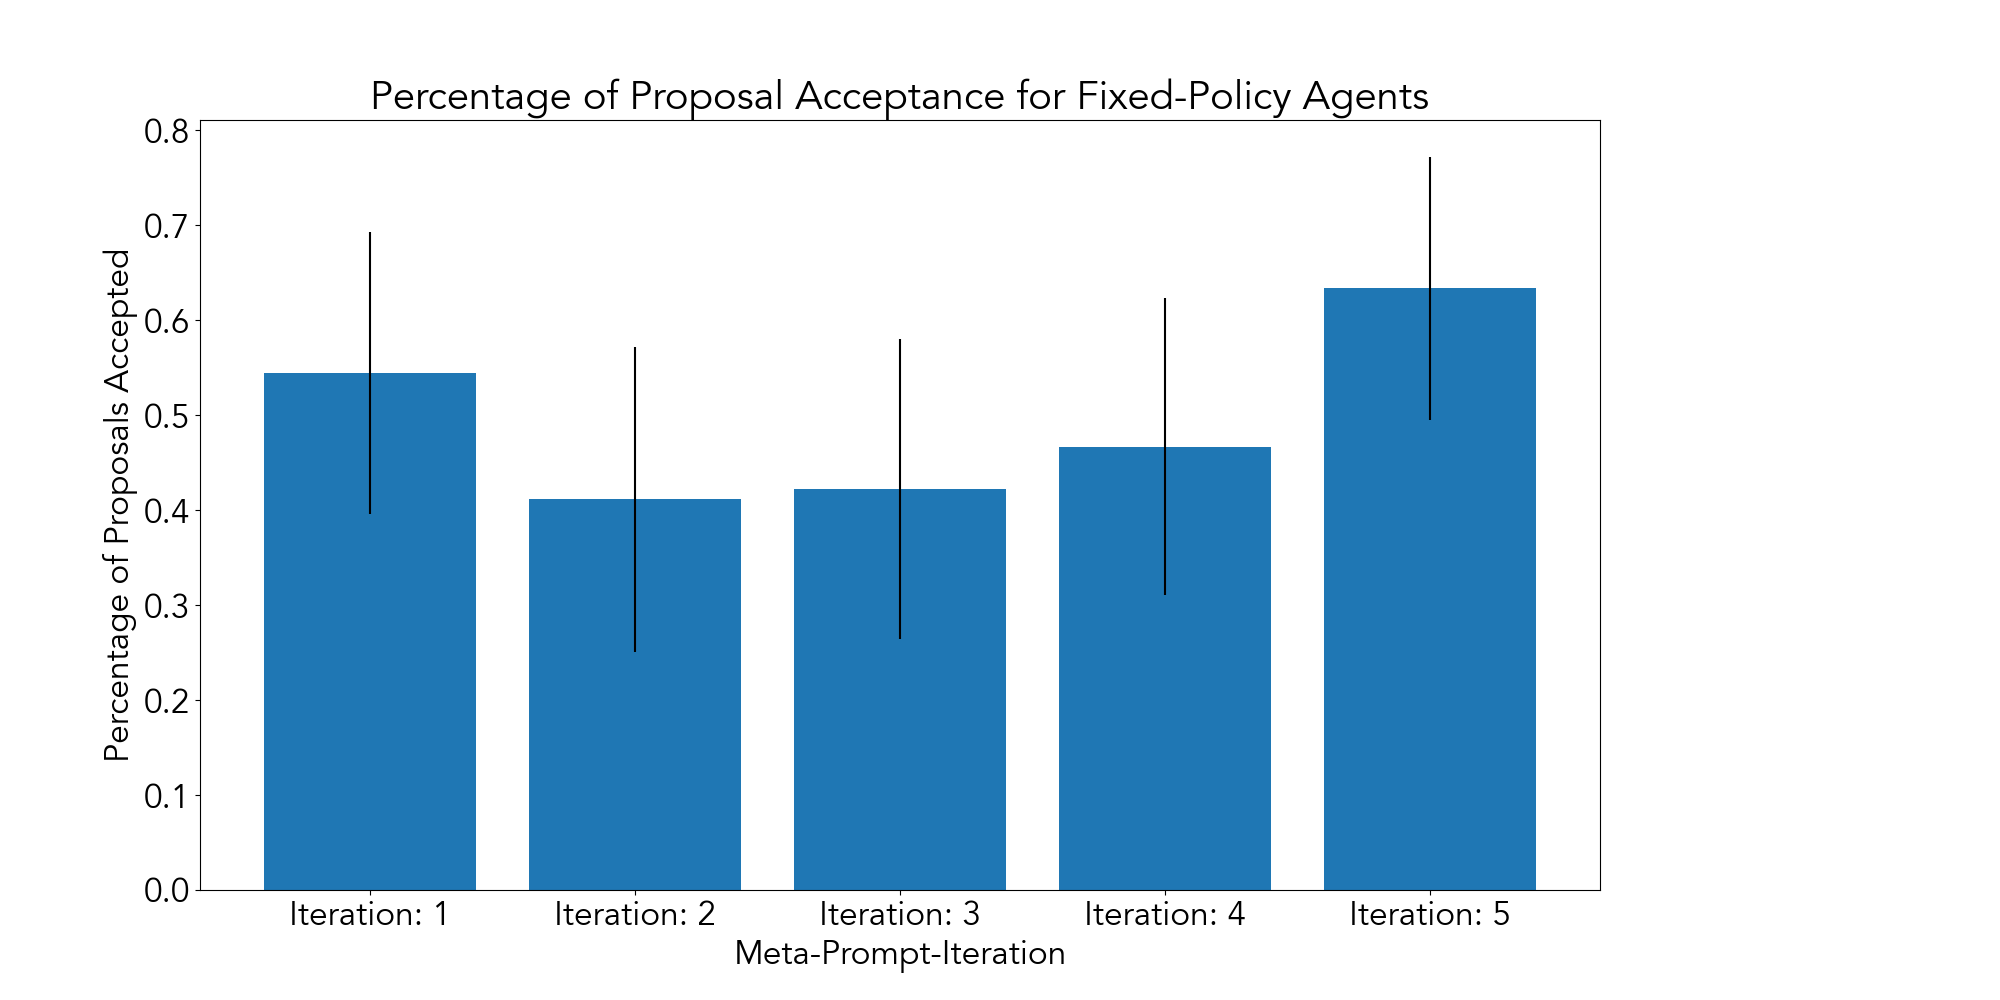 Percentage of Proposal Acceptance for Fixed-Policy Agents
Percentage of Proposals Accepted
0.8
0.7
0.6
0.5
0.4
0.3
0.2
0.1
0.0
Iteration: 1 Iteration: 2 Iteration: 3 Iteration: 4 Iteration: 5
Meta-Prompt-Iteration